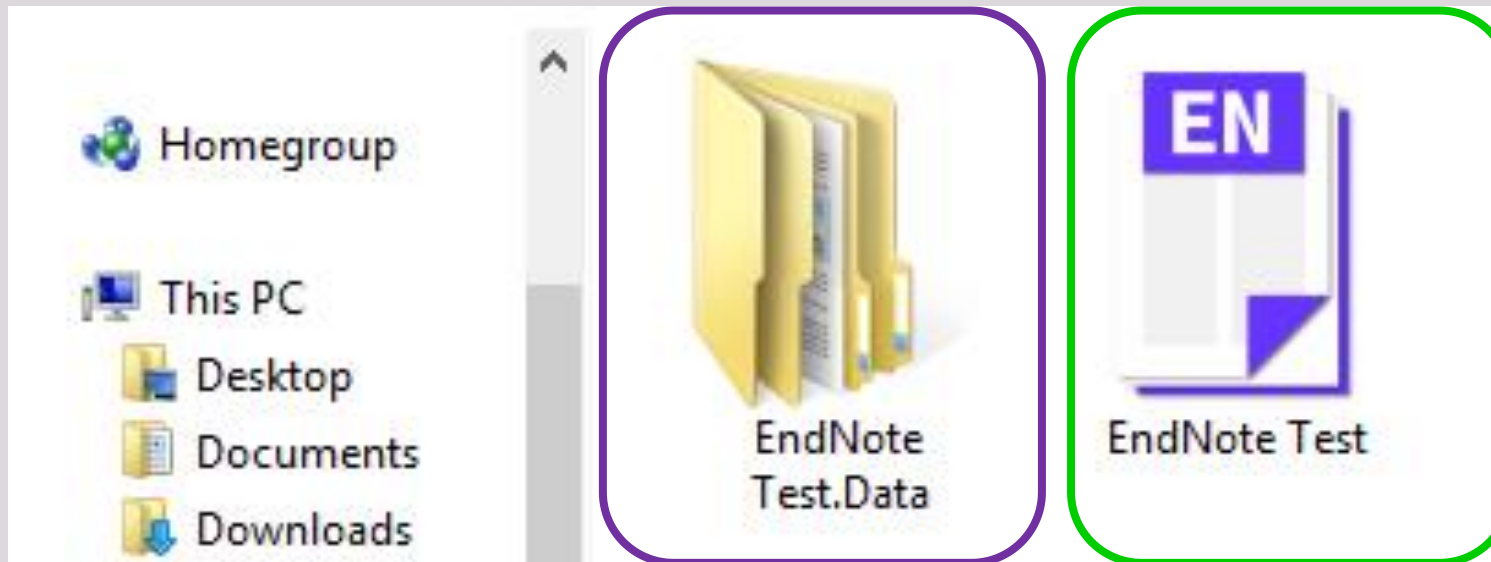 Homegroup
This PC
Desktop
Documents
Downloads
EndNote
Test.Data
EN
EndNote Test